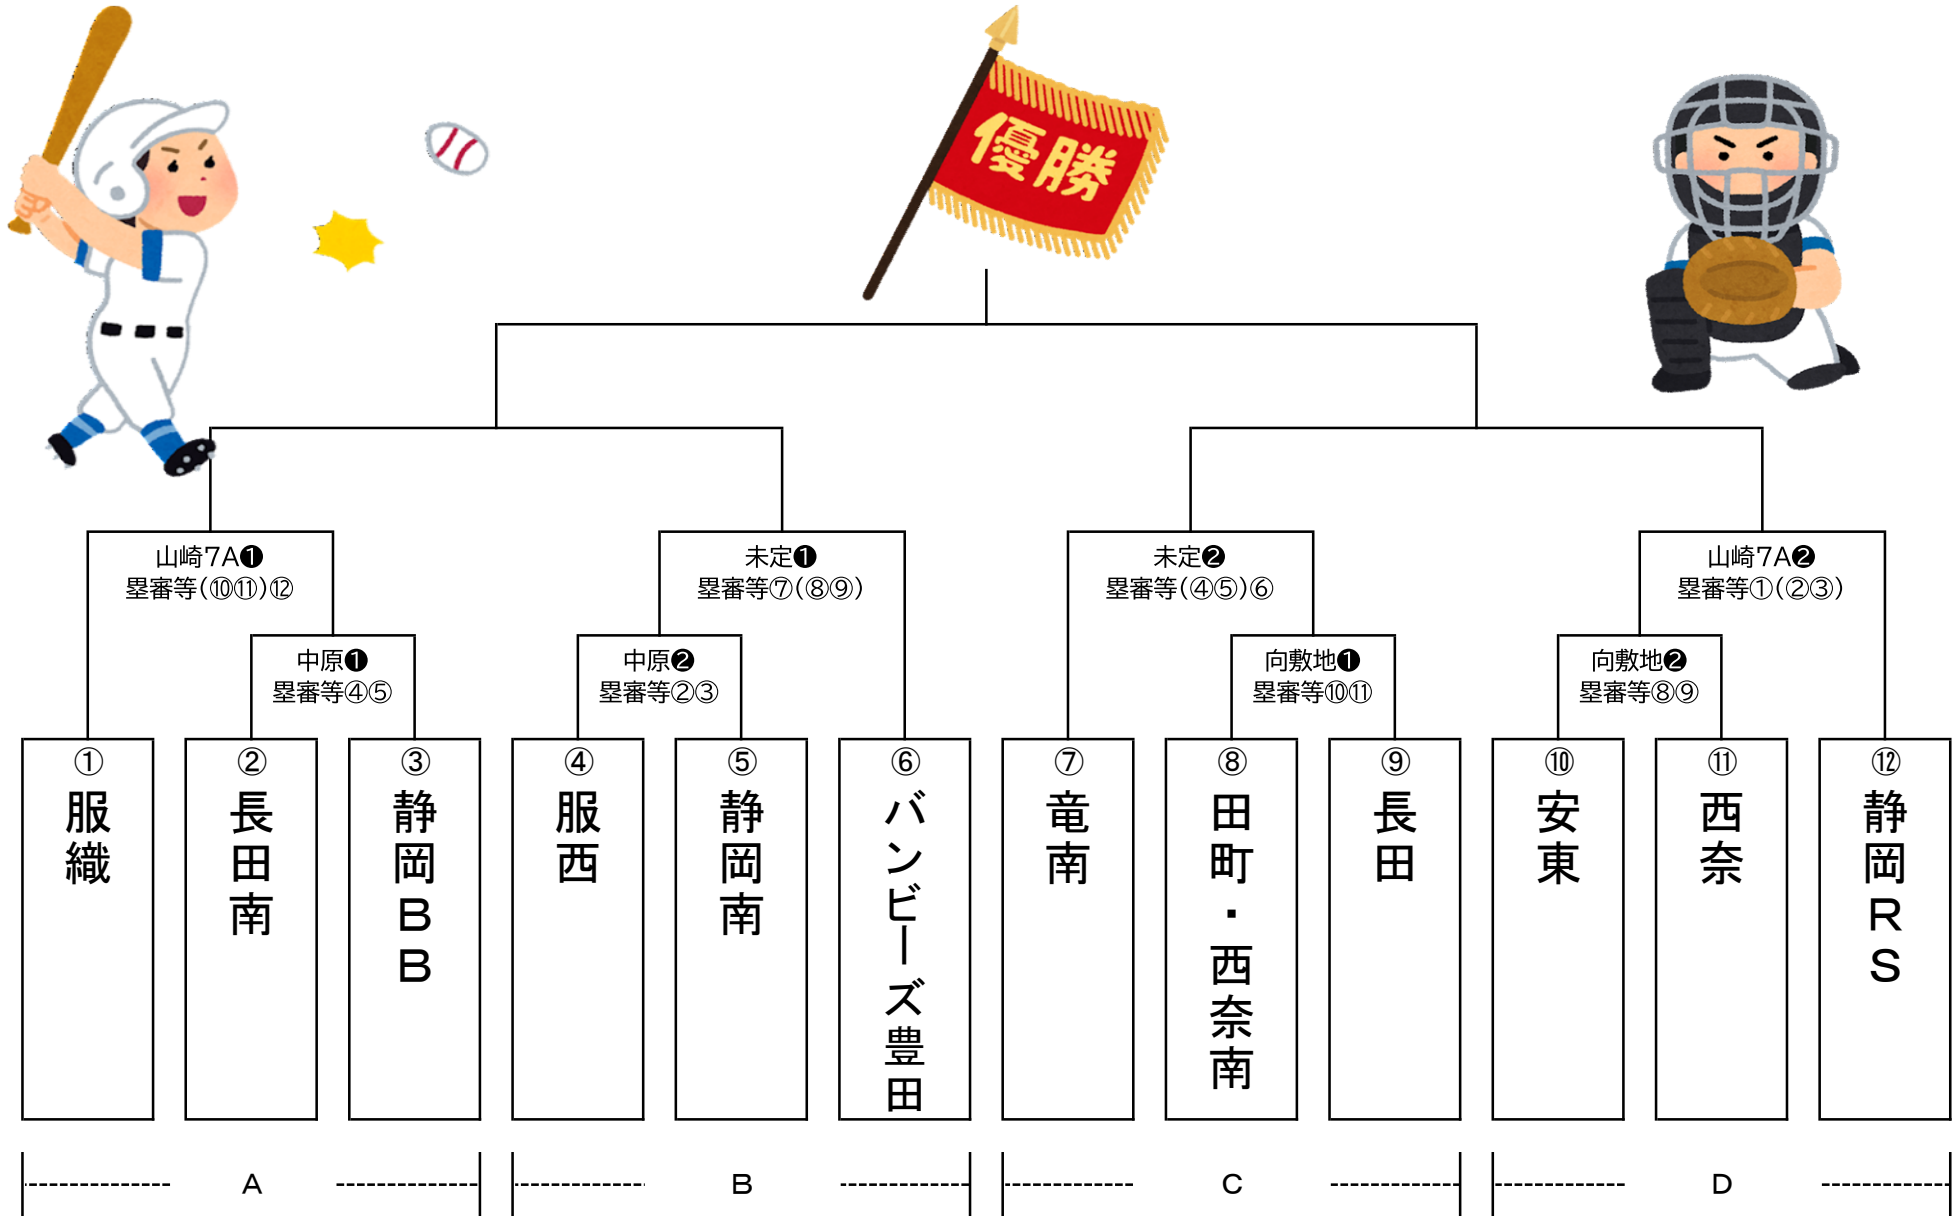 優勝
山崎7A❶
塁審等(⑩⑪)⑫
未定❶
塁審等⑦(⑧⑨)
未定❷
塁審等(④⑤)⑥
山崎7A❷
塁審等①(②③)
中原❶
塁審等④⑤
中原❷
塁審等②③
向敷地❶
塁審等⑩⑪
向敷地❷
塁審等⑧⑨
①
服織
②
長田南
③
静岡BB
④
服西
⑤
静岡南
⑥
バンビーズ豊田
⑦
竜南
⑧
田町・西奈南
⑨
長田
⑩
安東
⑪
西奈
⑫
静岡RS
A
B
C
D